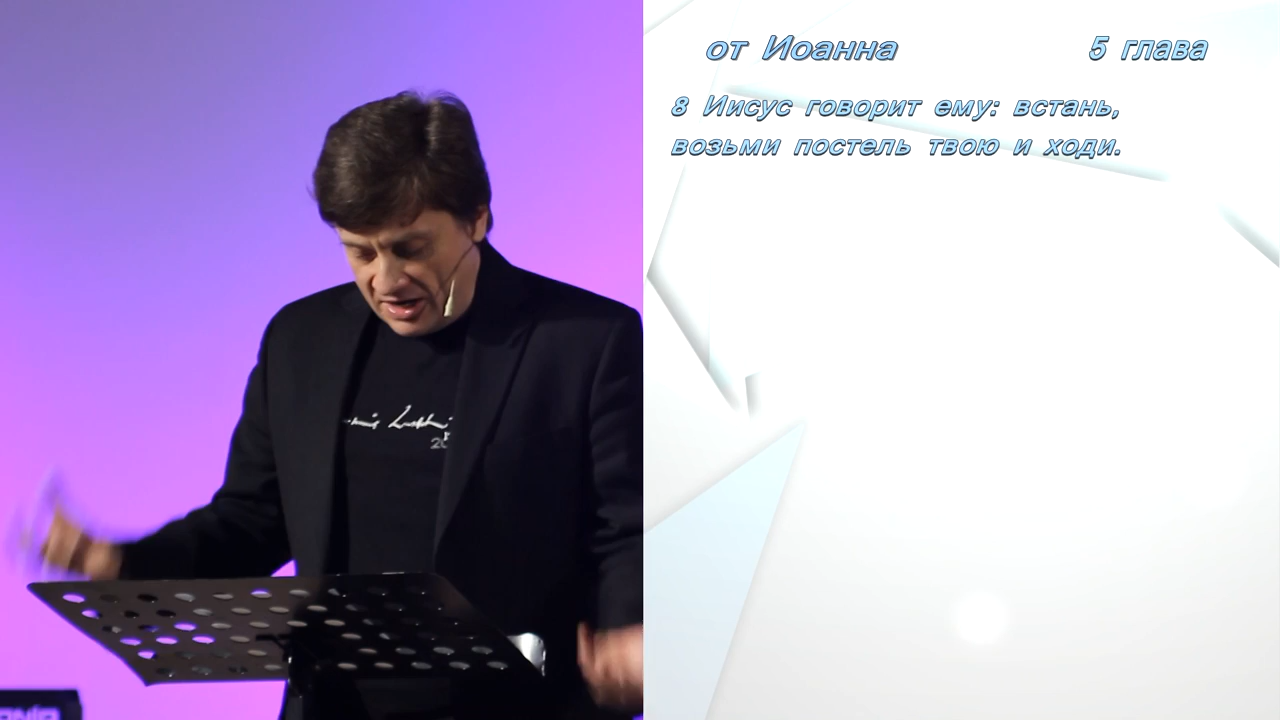 от Иоанна 5 глава
8 Иисус говорит ему: встань,
возьми постель твою и ходи.